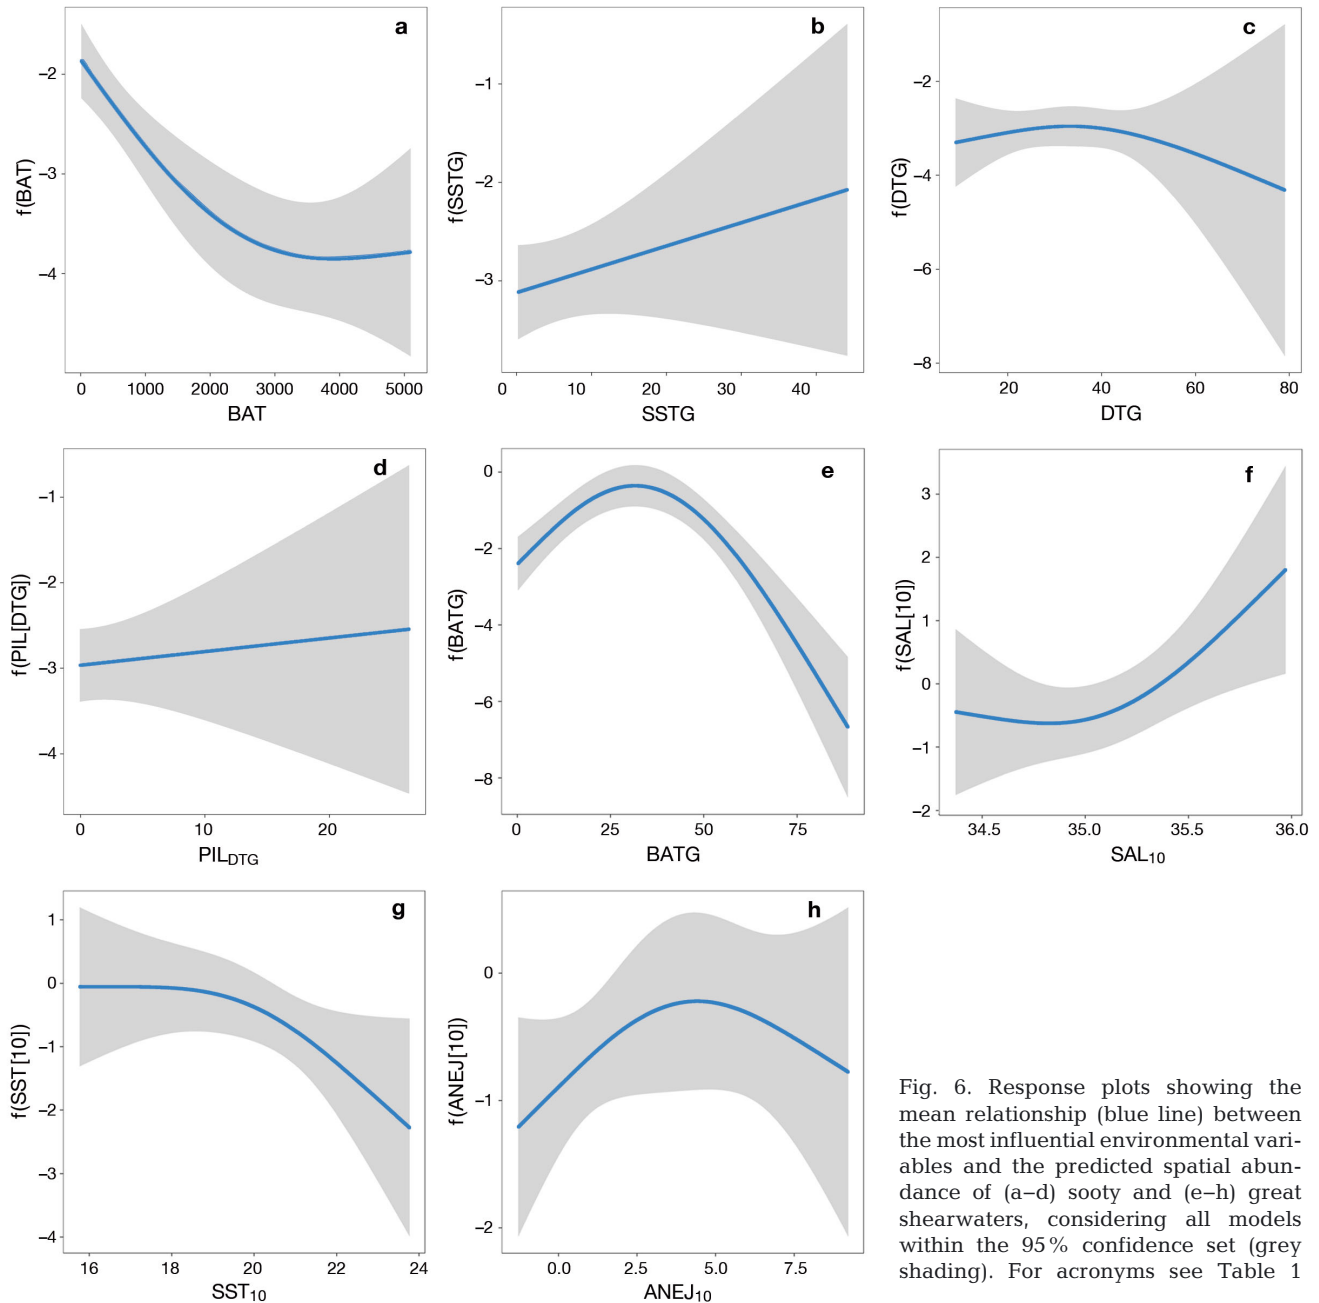 a
−2
−3
−4
f(BAT)
0 1000 2000 3000 4000 5000
BAT
b
−1
−2
−3
f(SSTG)
0 10 20 30 40
SSTG
c
−2
−4
−6
−8
f(DTG)
20 40 60 80
DTG
d
−1
−2
−3
−4
f(PIL[DTG])
0 10 20
PIL_DTG
e
0
−2
−4
−6
−8
f(BATG)
0 25 50 75
BATG
f
3
2
1
0
−1
−2
f(SAL[10])
34.5 35.0 35.5 36.0
SAL₁₀
g
1
0
−1
−2
−3
−4
f(SST[10])
16 18 20 22 24
SST₁₀
h
0
−1
−2
f(ANEJ[10])
0.0 2.5 5.0 7.5
ANEJ₁₀
Fig. 6. Response plots showing the
mean relationship (blue line) between
the most influential environmental vari-
ables and the predicted spatial abun-
dance of (a−d) sooty and (e−h) great
shearwaters, considering all models
within the 95% confidence set (grey
shading). For acronyms see Table 1